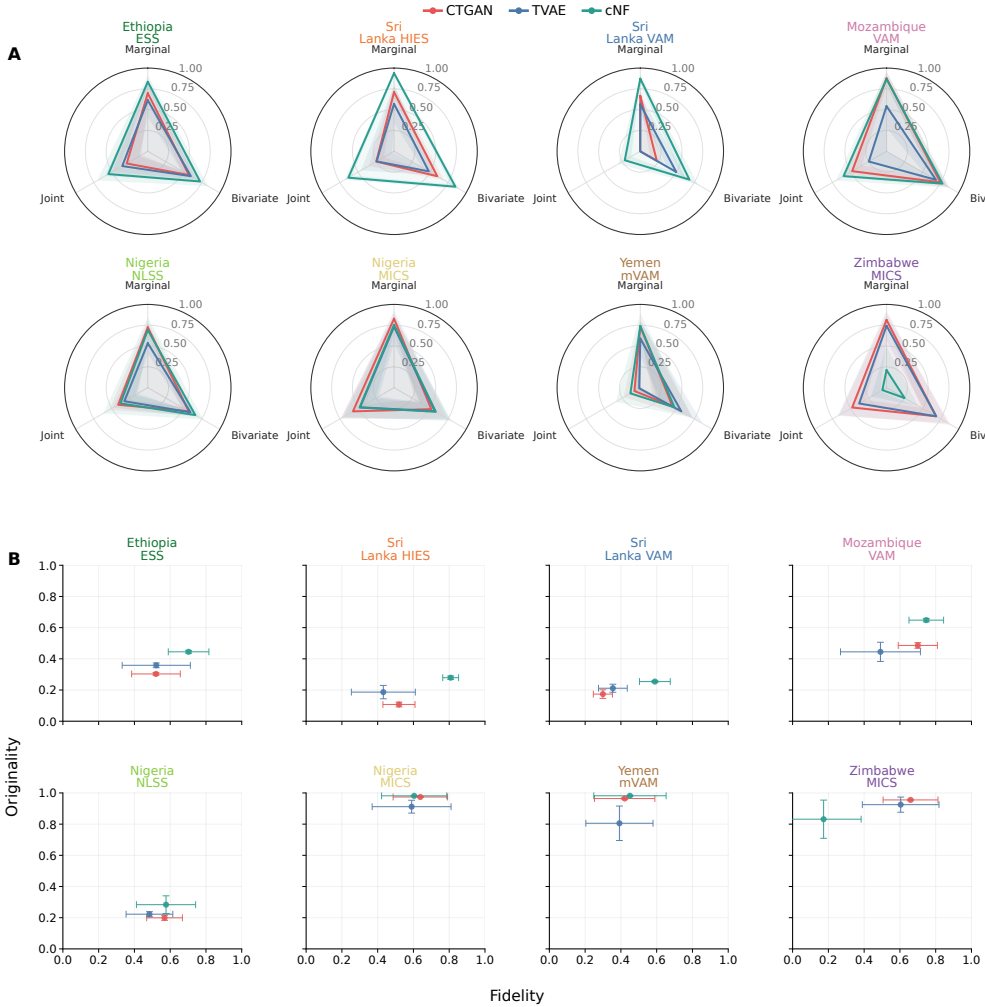 CTGAN TVAE cNF
A
Ethiopia
ESS
Marginal
1.00
0.75
0.50
0.25
Joint
Bivariate
Sri
Lanka HIES
Marginal
1.00
0.75
0.50
0.25
Joint
Bivariate
Sri
Lanka VAM
Marginal
1.00
0.75
0.50
0.25
Joint
Bivariate
Mozambique
VAM
Marginal
1.00
0.75
0.50
0.25
Joint
Biv
Nigeria
NLSS
Marginal
1.00
0.75
0.50
0.25
Joint
Bivariate
Nigeria
MICS
Marginal
1.00
0.75
0.50
0.25
Joint
Bivariate
Yemen
mVAM
Marginal
1.00
0.75
0.50
0.25
Joint
Bivariate
Zimbabwe
MICS
Marginal
1.00
0.75
0.50
0.25
Joint
Biv
B
Originality
Ethiopia
ESS
1.0
0.8
0.6
0.4
0.2
0.0
Sri
Lanka HIES
Sri
Lanka VAM
Mozambique
VAM
Nigeria
NLSS
1.0
0.8
0.6
0.4
0.2
0.0
0.0 0.2 0.4 0.6 0.8 1.0
Nigeria
MICS
0.0 0.2 0.4 0.6 0.8 1.0
Yemen
mVAM
0.0 0.2 0.4 0.6 0.8 1.0
Zimbabwe
MICS
0.0 0.2 0.4 0.6 0.8 1.0
Fidelity